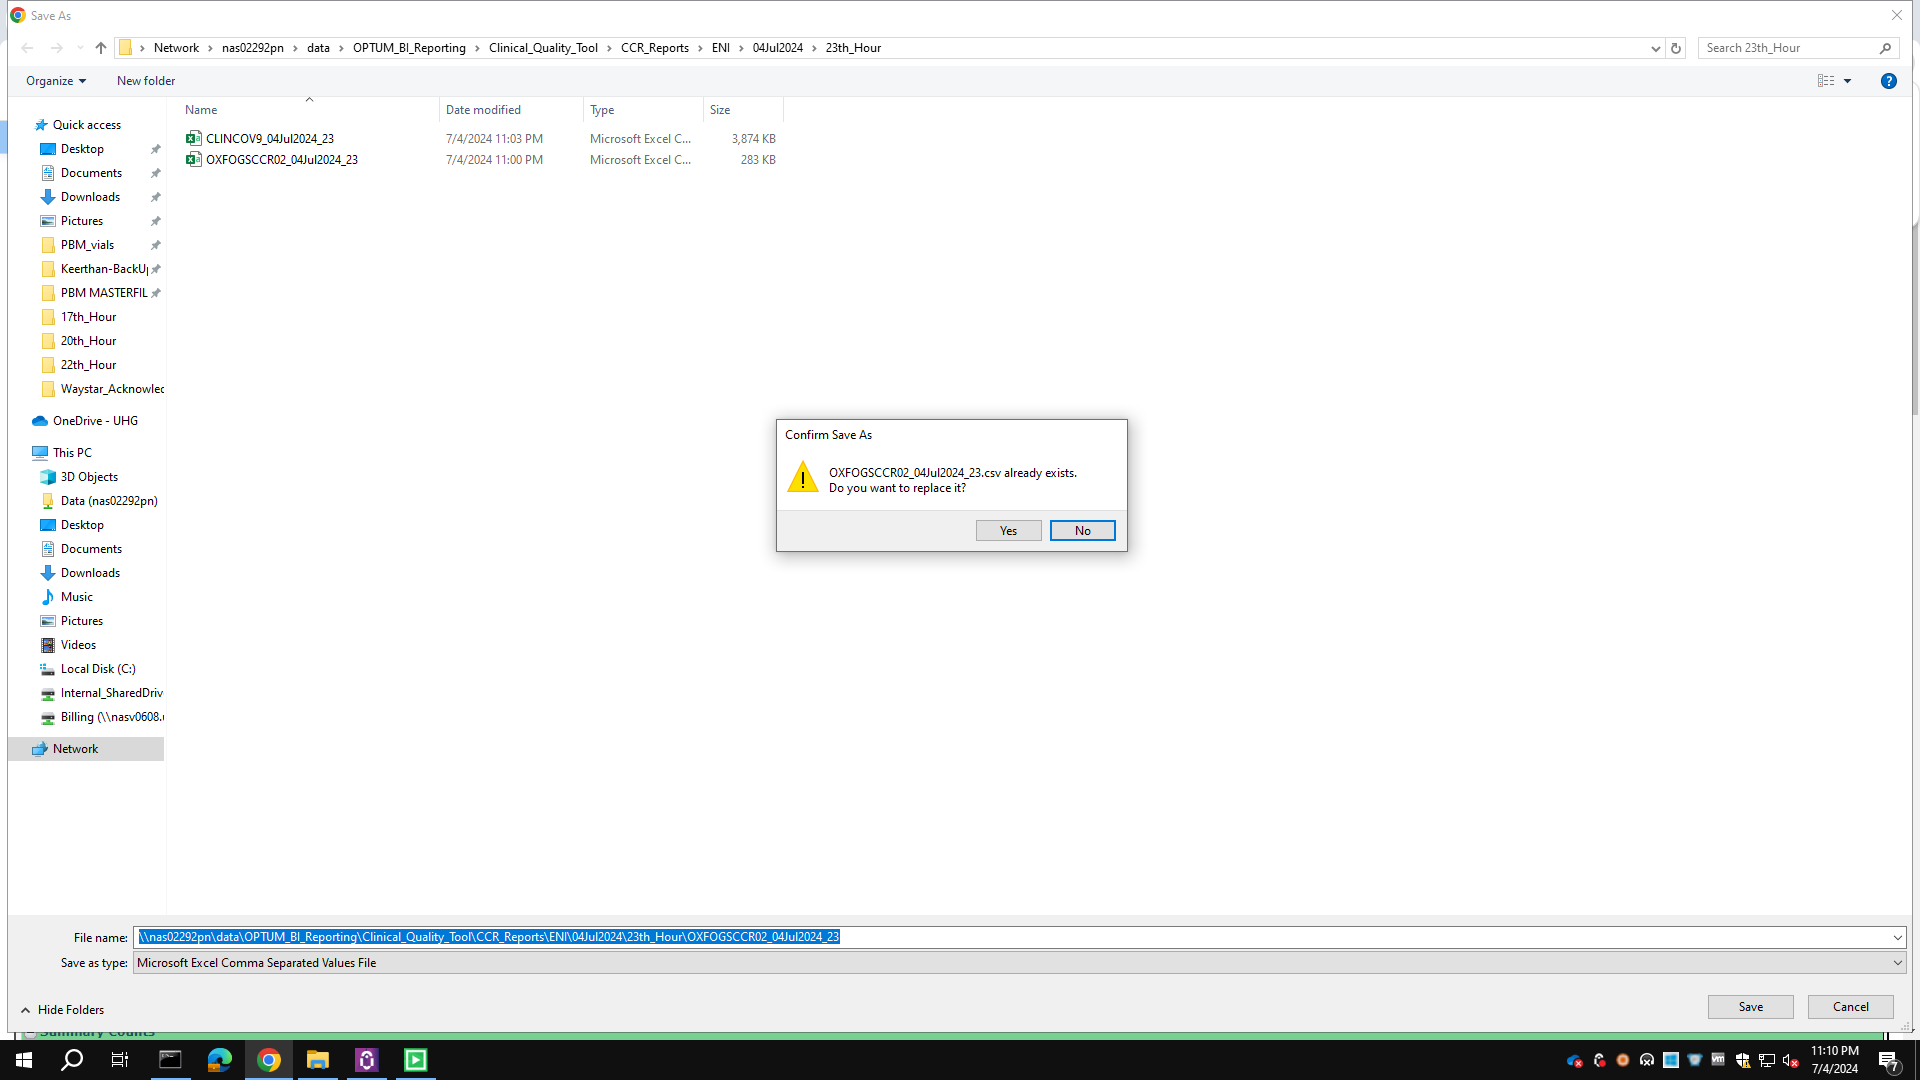 Save As
Network
nas02292pn
data
OPTUM_BI_Reporting
Clinical_Quality_Tool
CCR_Reports
ENI
04Jul2024
23th_Hour
Search 23th_Hour
Organize
New folder
Name
Date modified
Type
Size
CLINCOV9_04Jul2024_23
7/4/2024 11:03 PM
Microsoft Excel C...
3,874 KB
OXFOGSCCR02_04Jul2024_23
7/4/2024 11:00 PM
Microsoft Excel C...
283 KB
Quick access
Desktop
Documents
Downloads
Pictures
PBM_vials
Keerthan-BackU
PBM MASTERFIL
17th_Hour
20th_Hour
22th_Hour
Waystar_Acknowlec
OneDrive - UHG
This PC
3D Objects
Data (nas02292pn)
Desktop
Documents
Downloads
Music
Pictures
Videos
Local Disk (C:)
Internal_SharedDriv
Billing (\\nasv0608.
Network
Confirm Save As
OXFOGSCCR02_04Jul2024_23.csv already exists.
Do you want to replace it?
Yes
No
File name:
\\nas02292pn\data\OPTUM_BI_Reporting\Clinical_Quality_Tool\CCR_Reports\ENI\04Jul2024\23th_Hour\OXFOGSCCR02_04Jul2024_23
Save as type:
Microsoft Excel Comma Separated Values File
Hide Folders
Save
Cancel
Summary Counts
11:10 PM
7/4/2024
7